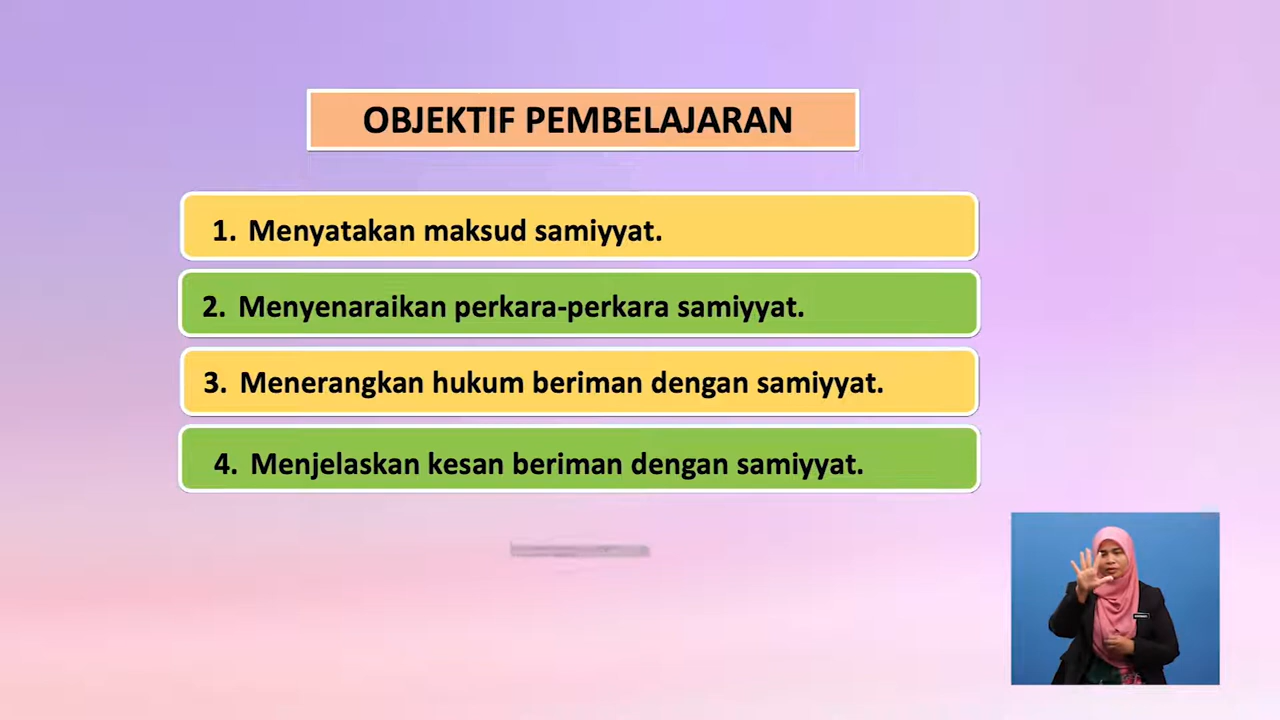 OBJEKTIF PEMBELAJARAN
1. Menyatakan maksud samiyyat.
2. Menyenaraikan perkara-perkara samiyyat.
3. Menerangkan hukum beriman dengan samiyyat.
4. Menjelaskan kesan beriman dengan samiyyat.